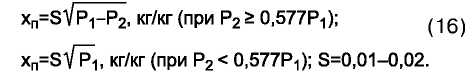 xп=S√P₁–P₂, кг/кг (при P₂ ≥ 0,577P₁);
(16)
xп=S√P₁, кг/кг (при P₂ < 0,577P₁); S=0,01–0,02.